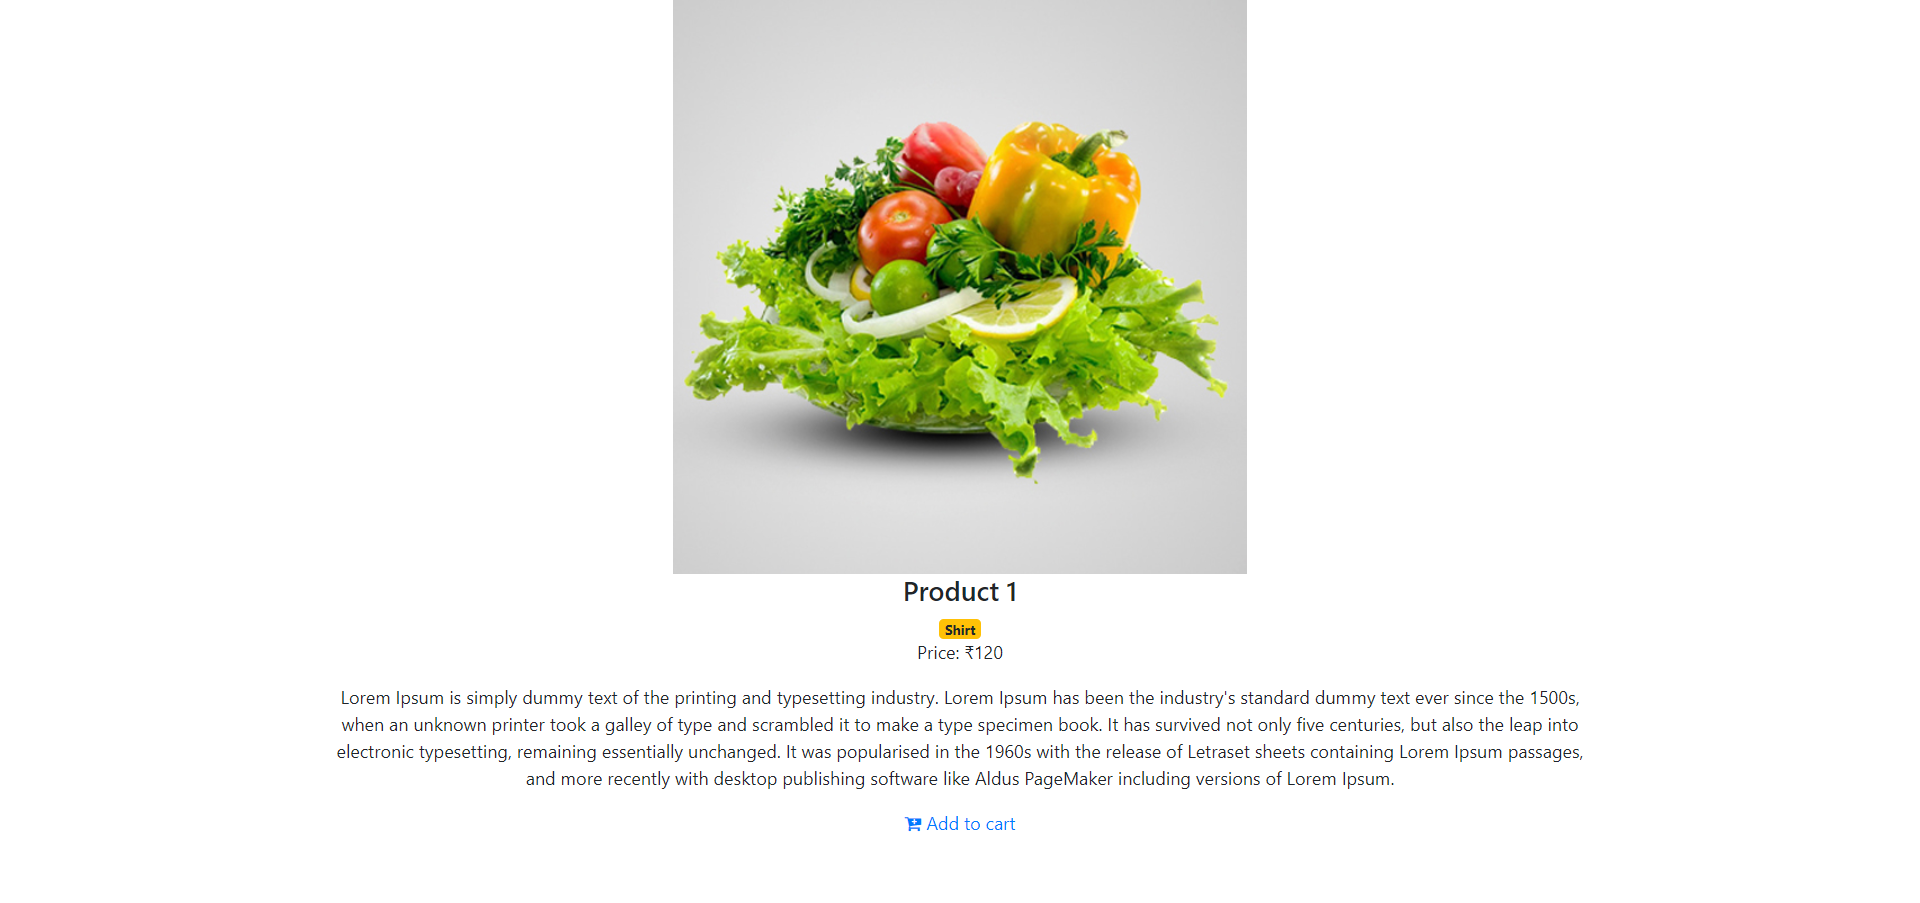 Product 1
Shirt
Price: ₹120
Lorem Ipsum is simply dummy text of the printing and typesetting industry. Lorem Ipsum has been the industry's standard dummy text ever since the 1500s,
when an unknown printer took a galley of type and scrambled it to make a type specimen book. It has survived not only five centuries, but also the leap into
electronic typesetting, remaining essentially unchanged. It was popularised in the 1960s with the release of Letraset sheets containing Lorem Ipsum passages,
and more recently with desktop publishing software like Aldus PageMaker including versions of Lorem Ipsum.
Add to cart